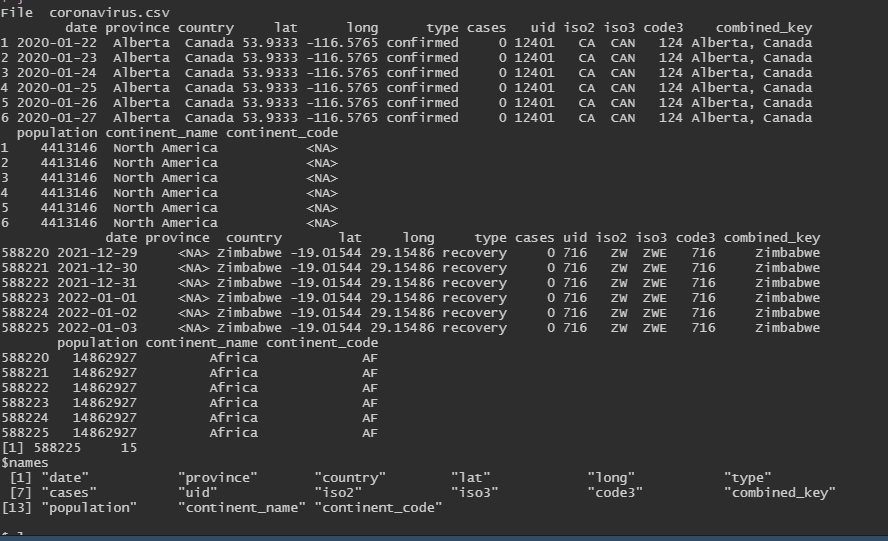 File  coronavirus.csv
        date province country     lat      long      type cases   uid iso2 iso3 code3    combined_key
1 2020-01-22  Alberta  Canada 53.9333 -116.5765 confirmed     0 12401   CA  CAN   124 Alberta, Canada
2 2020-01-23  Alberta  Canada 53.9333 -116.5765 confirmed     0 12401   CA  CAN   124 Alberta, Canada
3 2020-01-24  Alberta  Canada 53.9333 -116.5765 confirmed     0 12401   CA  CAN   124 Alberta, Canada
4 2020-01-25  Alberta  Canada 53.9333 -116.5765 confirmed     0 12401   CA  CAN   124 Alberta, Canada
5 2020-01-26  Alberta  Canada 53.9333 -116.5765 confirmed     0 12401   CA  CAN   124 Alberta, Canada
6 2020-01-27  Alberta  Canada 53.9333 -116.5765 confirmed     0 12401   CA  CAN   124 Alberta, Canada
  population continent_name continent_code
1    4413146  North America           <NA>
2    4413146  North America           <NA>
3    4413146  North America           <NA>
4    4413146  North America           <NA>
5    4413146  North America           <NA>
6    4413146  North America           <NA>
             date province  country       lat     long     type cases uid iso2 iso3 code3 combined_key
588220 2021-12-29     <NA> Zimbabwe -19.01544 29.15486 recovery     0 716   ZW  ZWE   716     Zimbabwe
588221 2021-12-30     <NA> Zimbabwe -19.01544 29.15486 recovery     0 716   ZW  ZWE   716     Zimbabwe
588222 2021-12-31     <NA> Zimbabwe -19.01544 29.15486 recovery     0 716   ZW  ZWE   716     Zimbabwe
588223 2022-01-01     <NA> Zimbabwe -19.01544 29.15486 recovery     0 716   ZW  ZWE   716     Zimbabwe
588224 2022-01-02     <NA> Zimbabwe -19.01544 29.15486 recovery     0 716   ZW  ZWE   716     Zimbabwe
588225 2022-01-03     <NA> Zimbabwe -19.01544 29.15486 recovery     0 716   ZW  ZWE   716     Zimbabwe
       population continent_name continent_code
588220   14862927         Africa             AF
588221   14862927         Africa             AF
588222   14862927         Africa             AF
588223   14862927         Africa             AF
588224   14862927         Africa             AF
588225   14862927         Africa             AF
[1] 588225     15
$names
 [1] "date"           "province"       "country"        "lat"            "long"           "type"
 [7] "cases"          "uid"            "iso2"           "iso3"           "code3"          "combined_key"
[13] "population"     "continent_name" "continent_code"